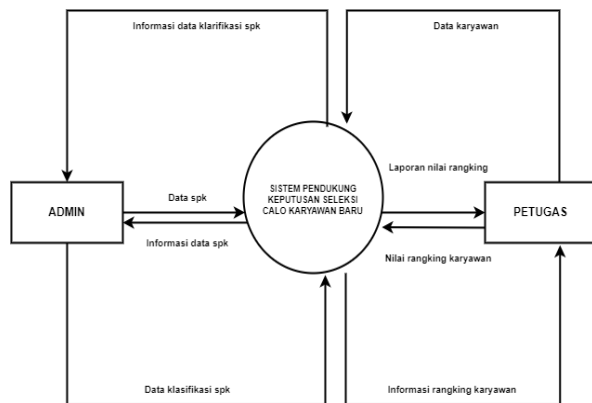 Informasi data klarifikasi spk
Data karyawan
SISTEM PENDUKUNG
KEPUTUSAN SELEKSI
CALO KARYAWAN BARU
Laporan nilai rangking
ADMIN
Data spk
PETUGAS
Informasi data spk
Nilai rangking karyawan
Data klasifikasi spk
Informasi rangking karyawan